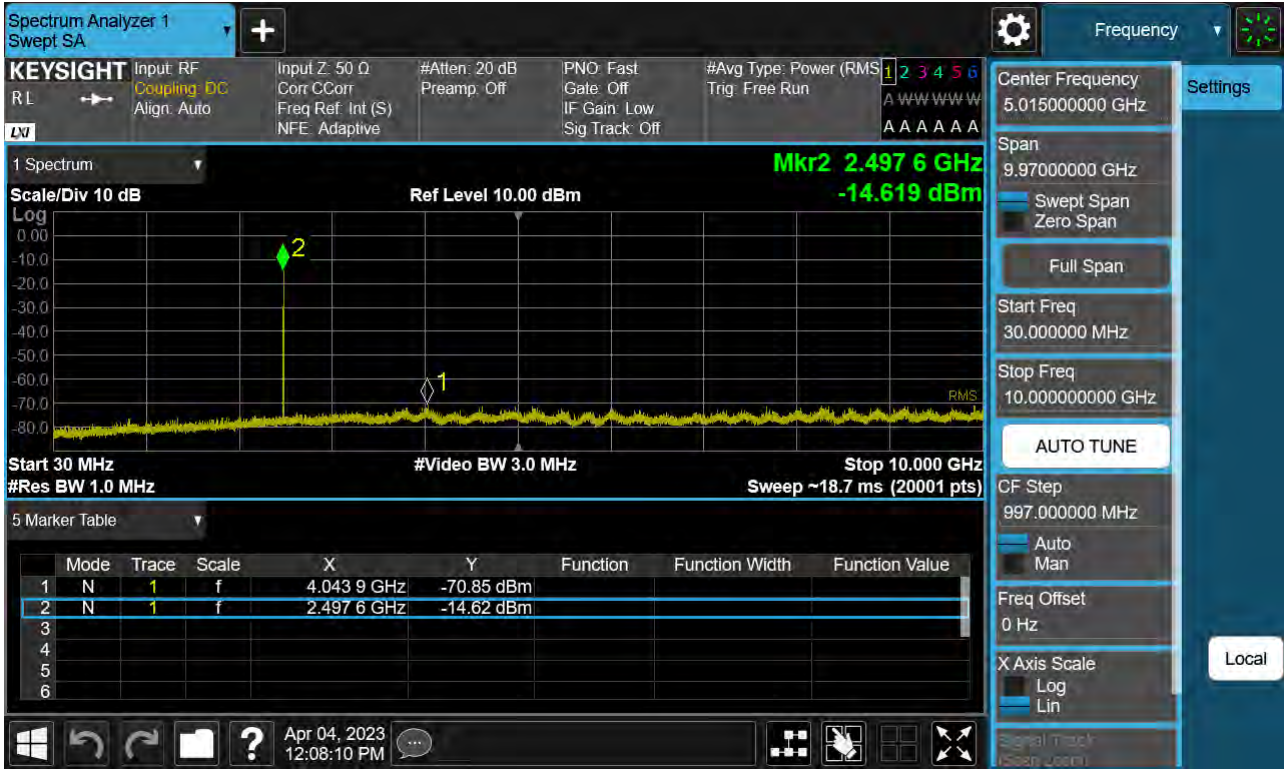 Spectrum Analyzer 1
Swept SA
+
Frequency
KEYSIGHT
R L
LXI
Input: RF
Coupling: DC
Align: Auto
Input Z: 50 Ω
Corr CCorr
Freq Ref: Int (S)
NFE: Adaptive
#Atten: 20 dB
Preamp: Off
PNO: Fast
Gate: Off
IF Gain: Low
Sig Track: Off
#Avg Type: Power (RMS
Trig: Free Run
1 2 3 4 5 6
A W W W W W
A A A A A A
1 Spectrum
Scale/Div 10 dB
Ref Level 10.00 dBm
Mkr2 2.497 6 GHz
-14.619 dBm
Log
0.00
-10.0
-20.0
-30.0
-40.0
-50.0
-60.0
-70.0
-80.0
2
1
RMS
Start 30 MHz
#Video BW 3.0 MHz
Stop 10.000 GHz
#Res BW 1.0 MHz
Sweep ~18.7 ms (20001 pts)
5 Marker Table
Mode Trace Scale X Y Function Function Width Function Value
1 N 1 f 4.043 9 GHz -70.85 dBm
2 N 1 f 2.497 6 GHz -14.62 dBm
3
4
5
6
Center Frequency
5.015000000 GHz
Span
9.97000000 GHz
Swept Span
Zero Span
Full Span
Start Freq
30.000000 MHz
Stop Freq
10.000000000 GHz
AUTO TUNE
CF Step
997.000000 MHz
Auto
Man
Freq Offset
0 Hz
X Axis Scale
Log
Lin
Signal Track
(Span Zoom)
Settings
Local
?
Apr 04, 2023
12:08:10 PM